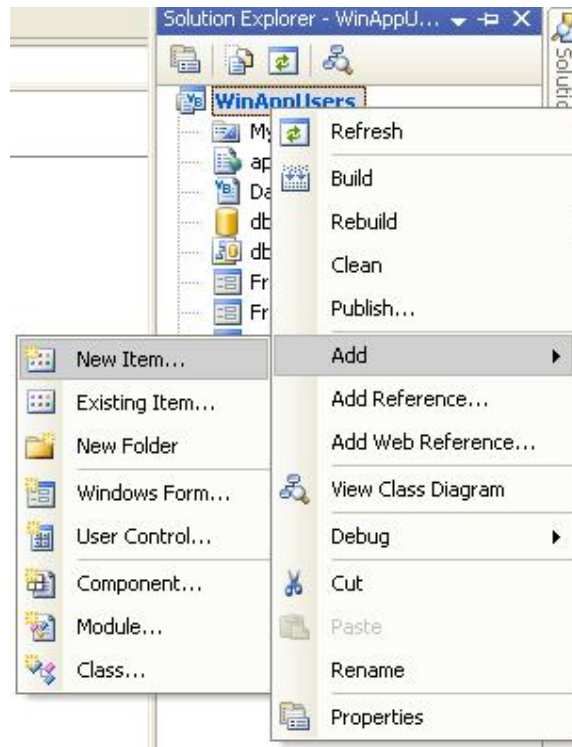 Solution Explorer - WinAppU...
WinAppUsers
Refresh
Build
Rebuild
Clean
Publish...
Add
Add Reference...
Add Web Reference...
View Class Diagram
Debug
Cut
Paste
Rename
Properties
New Item...
Existing Item...
New Folder
Windows Form...
User Control...
Component...
Module...
Class...